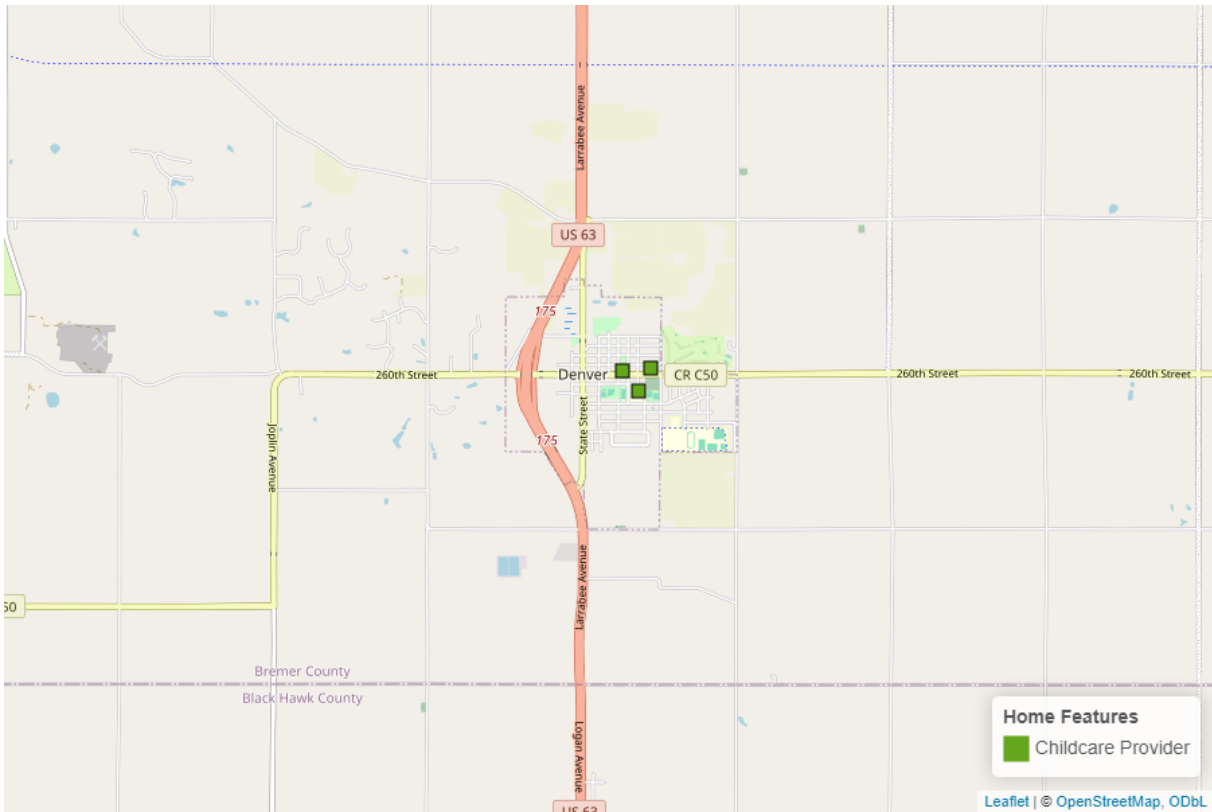 Larrabee Avenue
US 63
175
260th Street
Denver
CR C50
260th Street
260th Street
State Street
175
Joplin Avenue
Larrabee Avenue
50
Bremer County
Black Hawk County
Logan Avenue
US 63
Home Features
Childcare Provider
Leaflet | © OpenStreetMap, ODbL